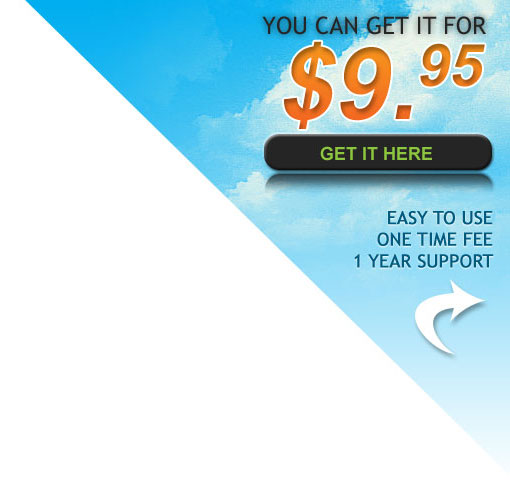 YOU CAN GET IT FOR
$9.95
GET IT HERE
EASY TO USE
ONE TIME FEE
1 YEAR SUPPORT